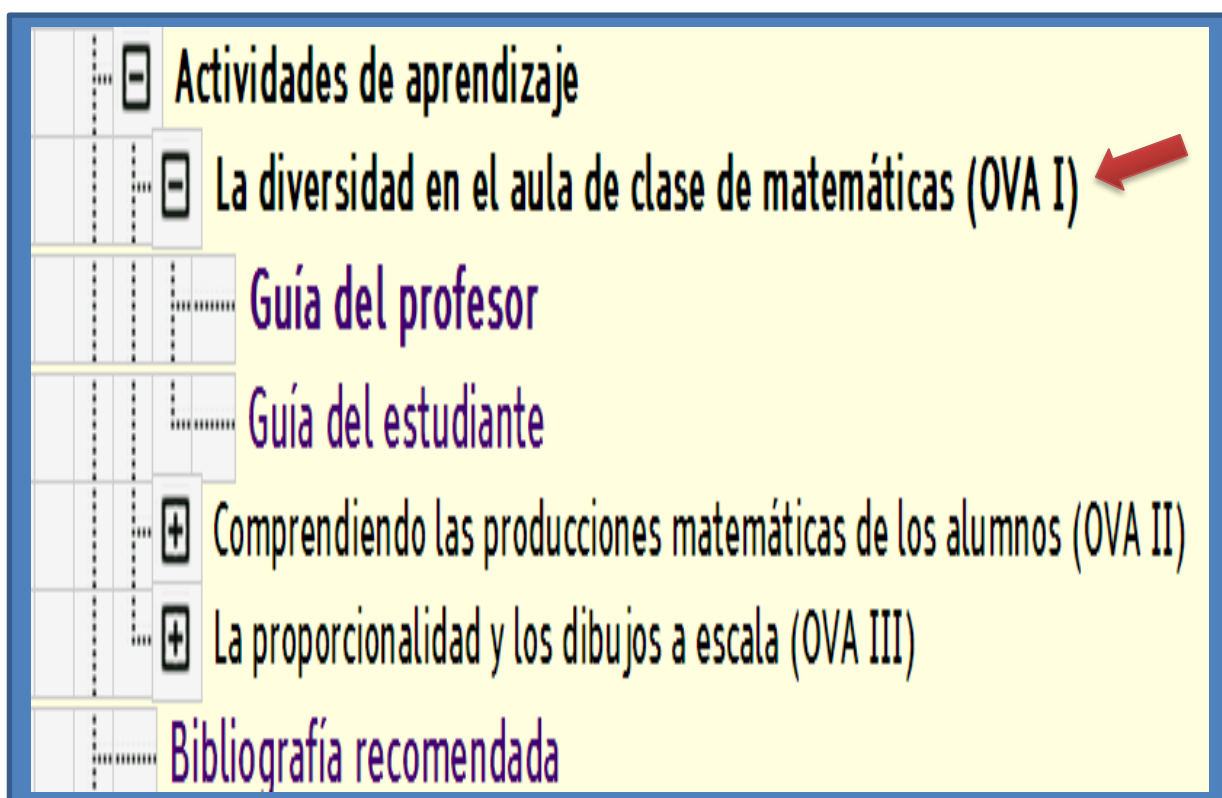 Actividades de aprendizaje
La diversidad en el aula de clase de matemáticas (OVA I)
Guía del profesor
Guía del estudiante
Comprendiendo las producciones matemáticas de los alumnos (OVA II)
La proporcionalidad y los dibujos a escala (OVA III)
Bibliografía recomendada